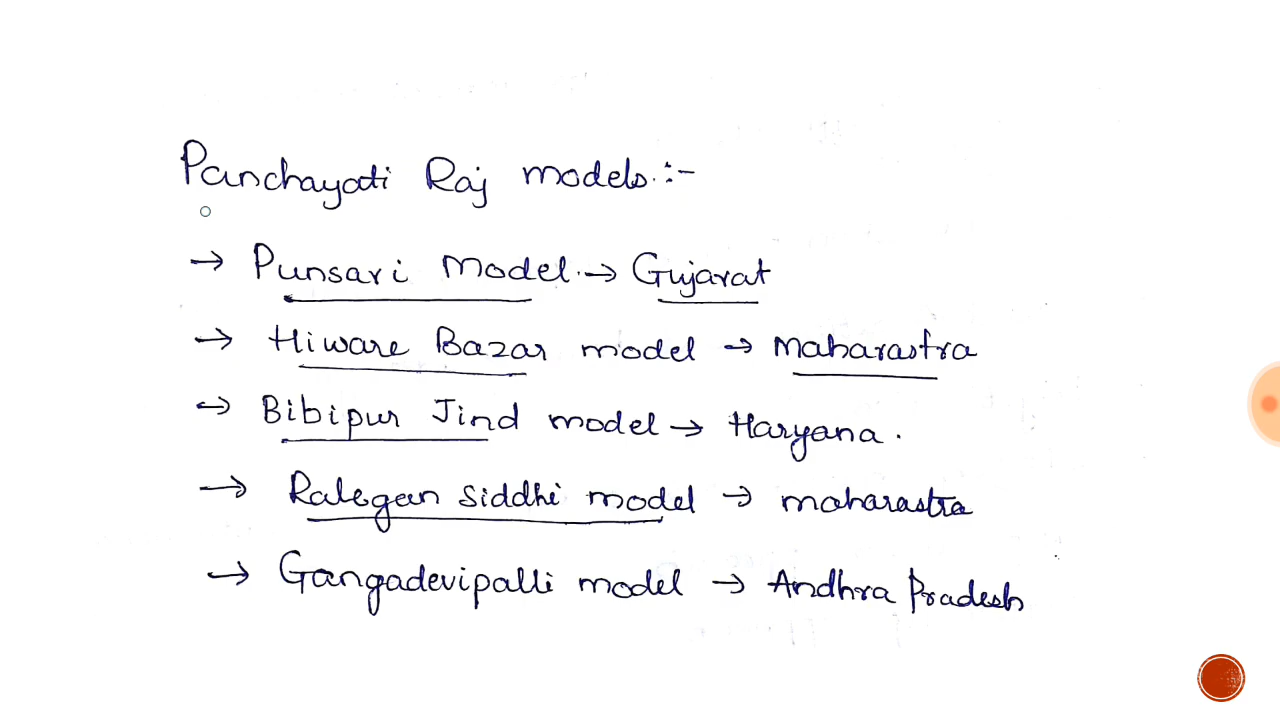 Panchayati Raj models :-
→ Punsari Model → Gujarat
→ Hiware Bazar model → Maharastra
→ Bibipur Jind model → Haryana.
→ Ralegan Siddhi model → maharastra
→ Gangadevipalli model → Andhra Pradesh